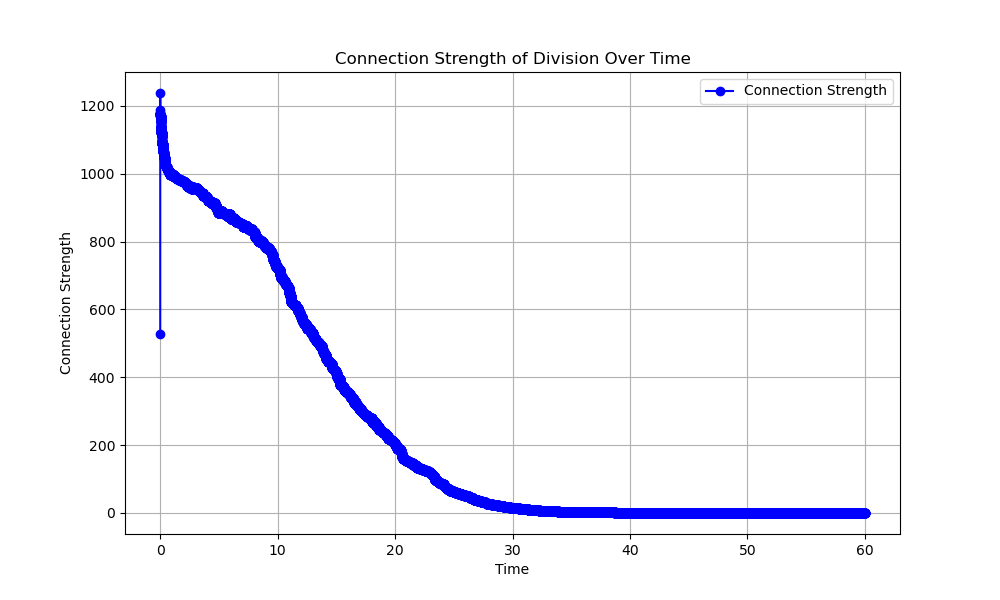 Connection Strength of Division Over Time
Connection Strength
1200
1000
800
600
400
200
0
Connection Strength
0 10 20 30 40 50 60
Time